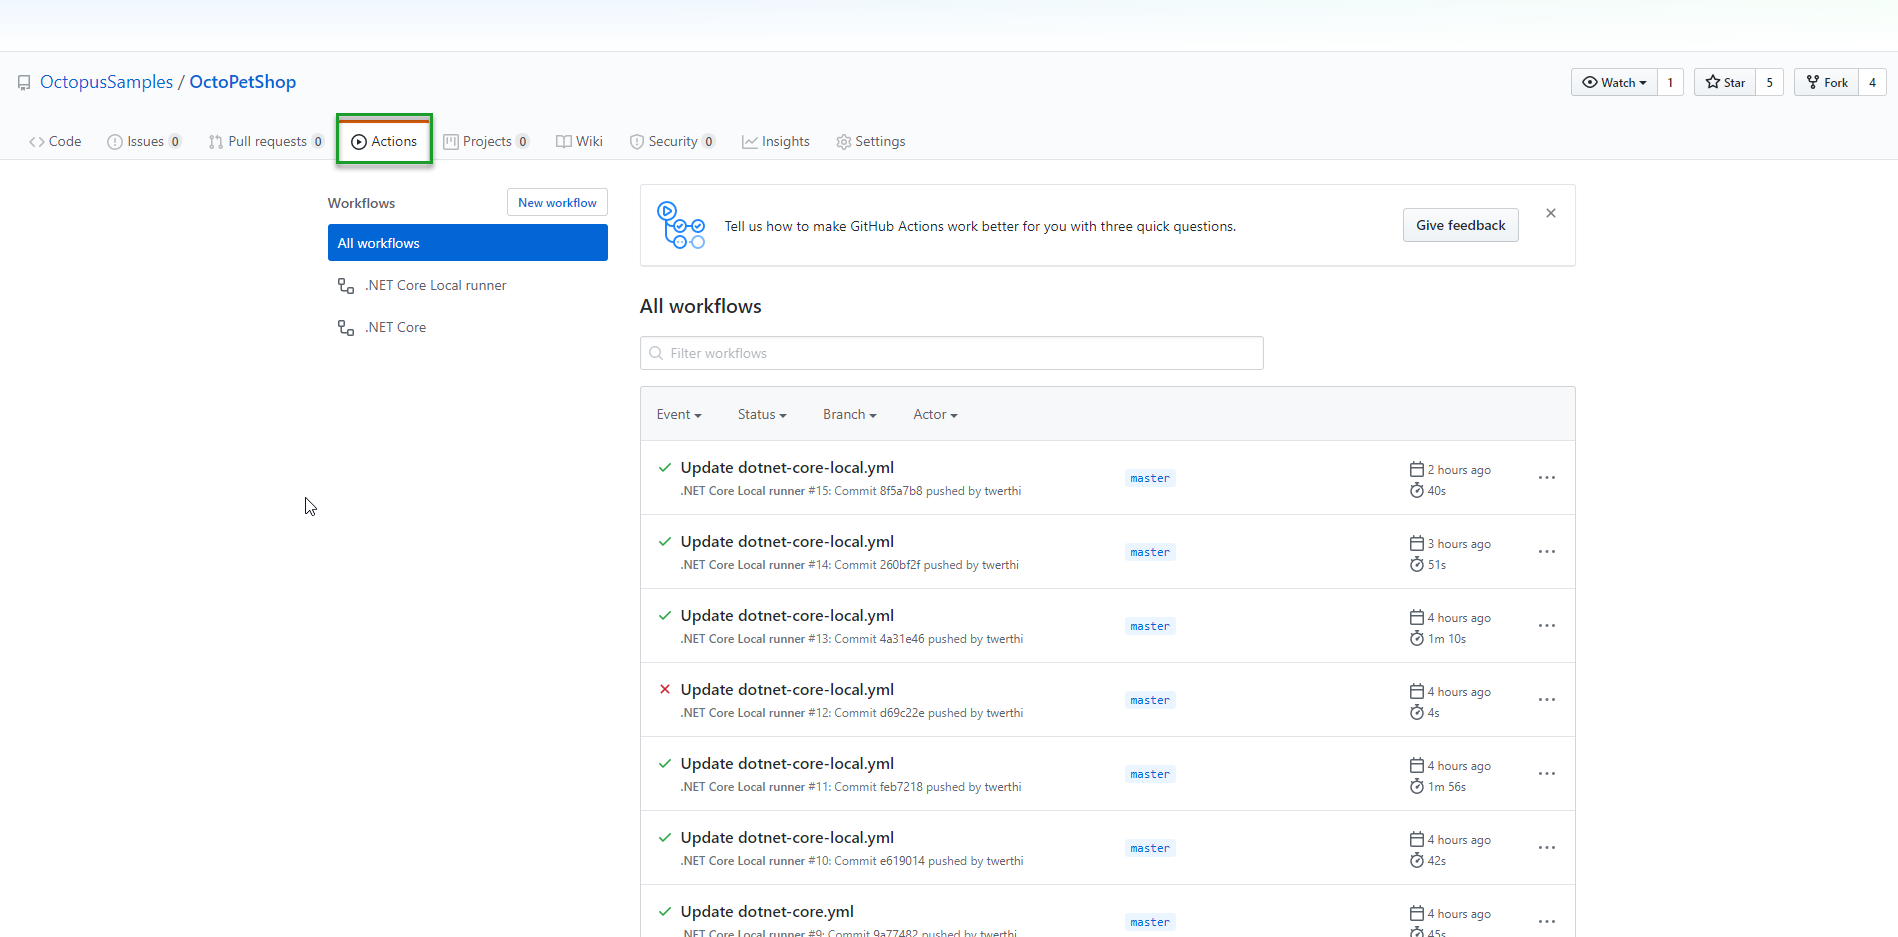 OctopusSamples / OctoPetShop
Watch 1 Star 5 Fork 4
Code Issues 0 Pull requests 0 Actions Projects 0 Wiki Security 0 Insights Settings
Workflows New workflow
All workflows
.NET Core Local runner
.NET Core
Tell us how to make GitHub Actions work better for you with three quick questions. Give feedback
All workflows
Filter workflows
Event Status Branch Actor
Update dotnet-core-local.yml
.NET Core Local runner #15: Commit 8f5a7b8 pushed by twerthi
master
2 hours ago
40s
Update dotnet-core-local.yml
.NET Core Local runner #14: Commit 260bf2f pushed by twerthi
master
3 hours ago
51s
Update dotnet-core-local.yml
.NET Core Local runner #13: Commit 4a31e46 pushed by twerthi
master
4 hours ago
1m 10s
Update dotnet-core-local.yml
.NET Core Local runner #12: Commit d69c22e pushed by twerthi
master
4 hours ago
4s
Update dotnet-core-local.yml
.NET Core Local runner #11: Commit feb7218 pushed by twerthi
master
4 hours ago
1m 56s
Update dotnet-core-local.yml
.NET Core Local runner #10: Commit e619014 pushed by twerthi
master
4 hours ago
42s
Update dotnet-core.yml
.NET Core Local runner #9: Commit 9a77482 pushed by twerthi
master
4 hours ago
45s